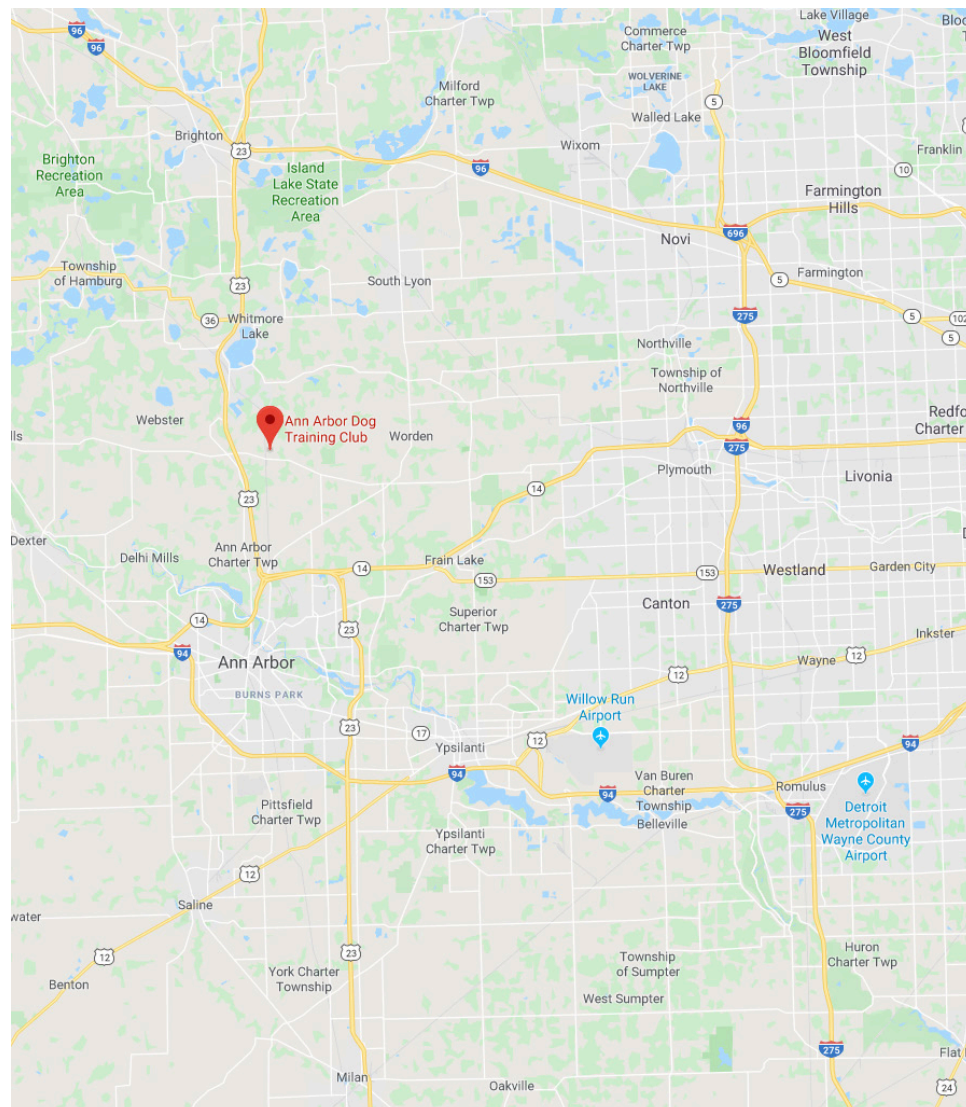 96
96
Lake Village
West
Bloomfield
Township
Commerce
Charter Twp
WOLVERINE
LAKE
Milford
Charter Twp
5
Walled Lake
Brighton
23
Wixom
Franklin
Brighton
Recreation
Area
Island
Lake State
Recreation
Area
96
10
Farmington
Hills
696
Novi
Township
of Hamburg
South Lyon
Farmington
5
23
36
Whitmore
Lake
275
5
102
5
Northville
Township of
Northville
Webster
Ann Arbor Dog
Training Club
Worden
96
275
Redfo
Charter
lls
Plymouth
Livonia
23
14
Dexter
Delhi Mills
Ann Arbor
Charter Twp
14
Frain Lake
153
153
Westland
Garden City
Superior
Charter Twp
Canton
275
14
23
94
Ann Arbor
Inkster
12
Wayne
12
BURNS PARK
Willow Run
Airport
23
17
Ypsilanti
12
94
94
Van Buren
Charter
Township
Belleville
94
Romulus
275
Detroit
Metropolitan
Wayne County
Airport
Pittsfield
Charter Twp
Ypsilanti
Charter Twp
12
Saline
water
12
Benton
23
York Charter
Township
Township
of Sumpter
West Sumpter
Huron
Charter Twp
275
Flat
Milan
Oakville
24